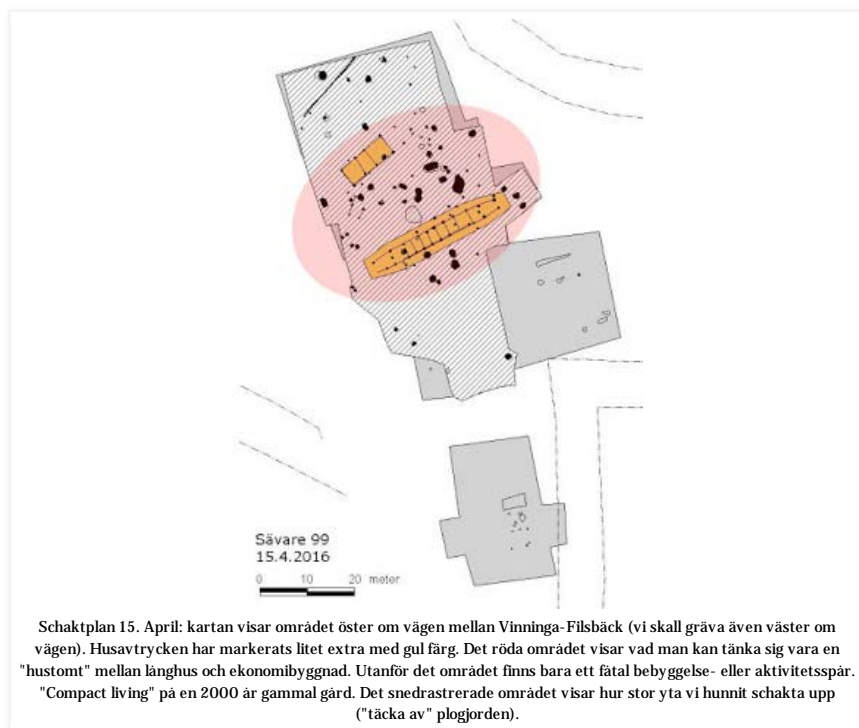 Sävare 99
15.4.2016
0 10 20 meter
Schaktplan 15. April: kartan visar området öster om vägen mellan Vinninga-Filsbäck (vi skall gräva även väster om
vägen). Husavtrycken har markerats litet extra med gul färg. Det röda området visar vad man kan tänka sig vara en
"hustomt" mellan långhus och ekonomibyggnad. Utanför det området finns bara ett fåtal bebyggelse- eller aktivitetsspår.
"Compact living" på en 2000 år gammal gård. Det snedrastrerade området visar hur stor yta vi hunnit schakta upp
("täcka av" plogjorden).